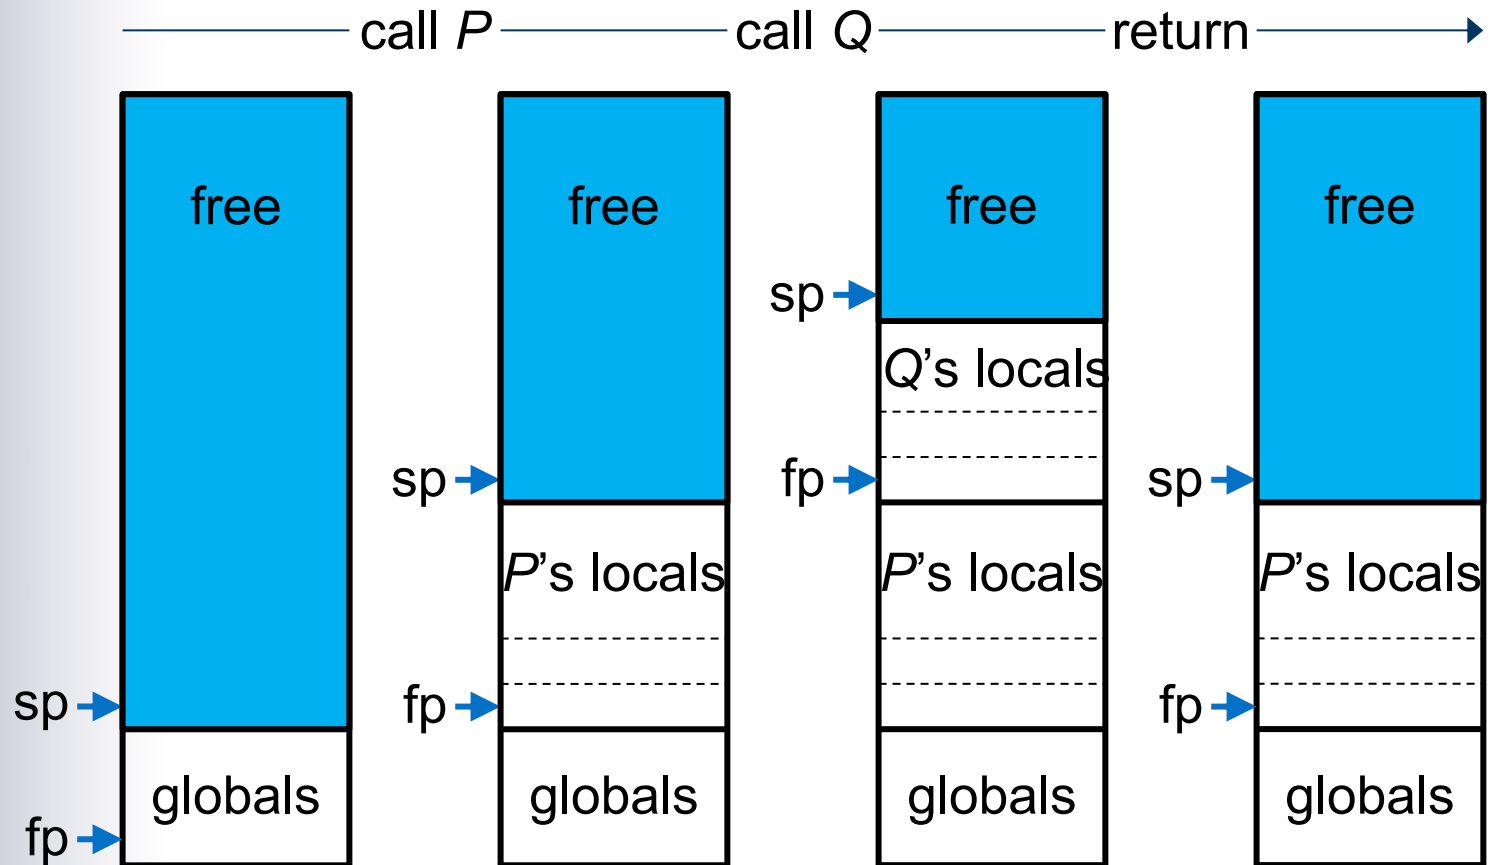 call P call Q return
free free free free
sp
Q's locals
sp fp sp
P's locals P's locals P's locals
sp fp fp
globals globals globals globals
fp